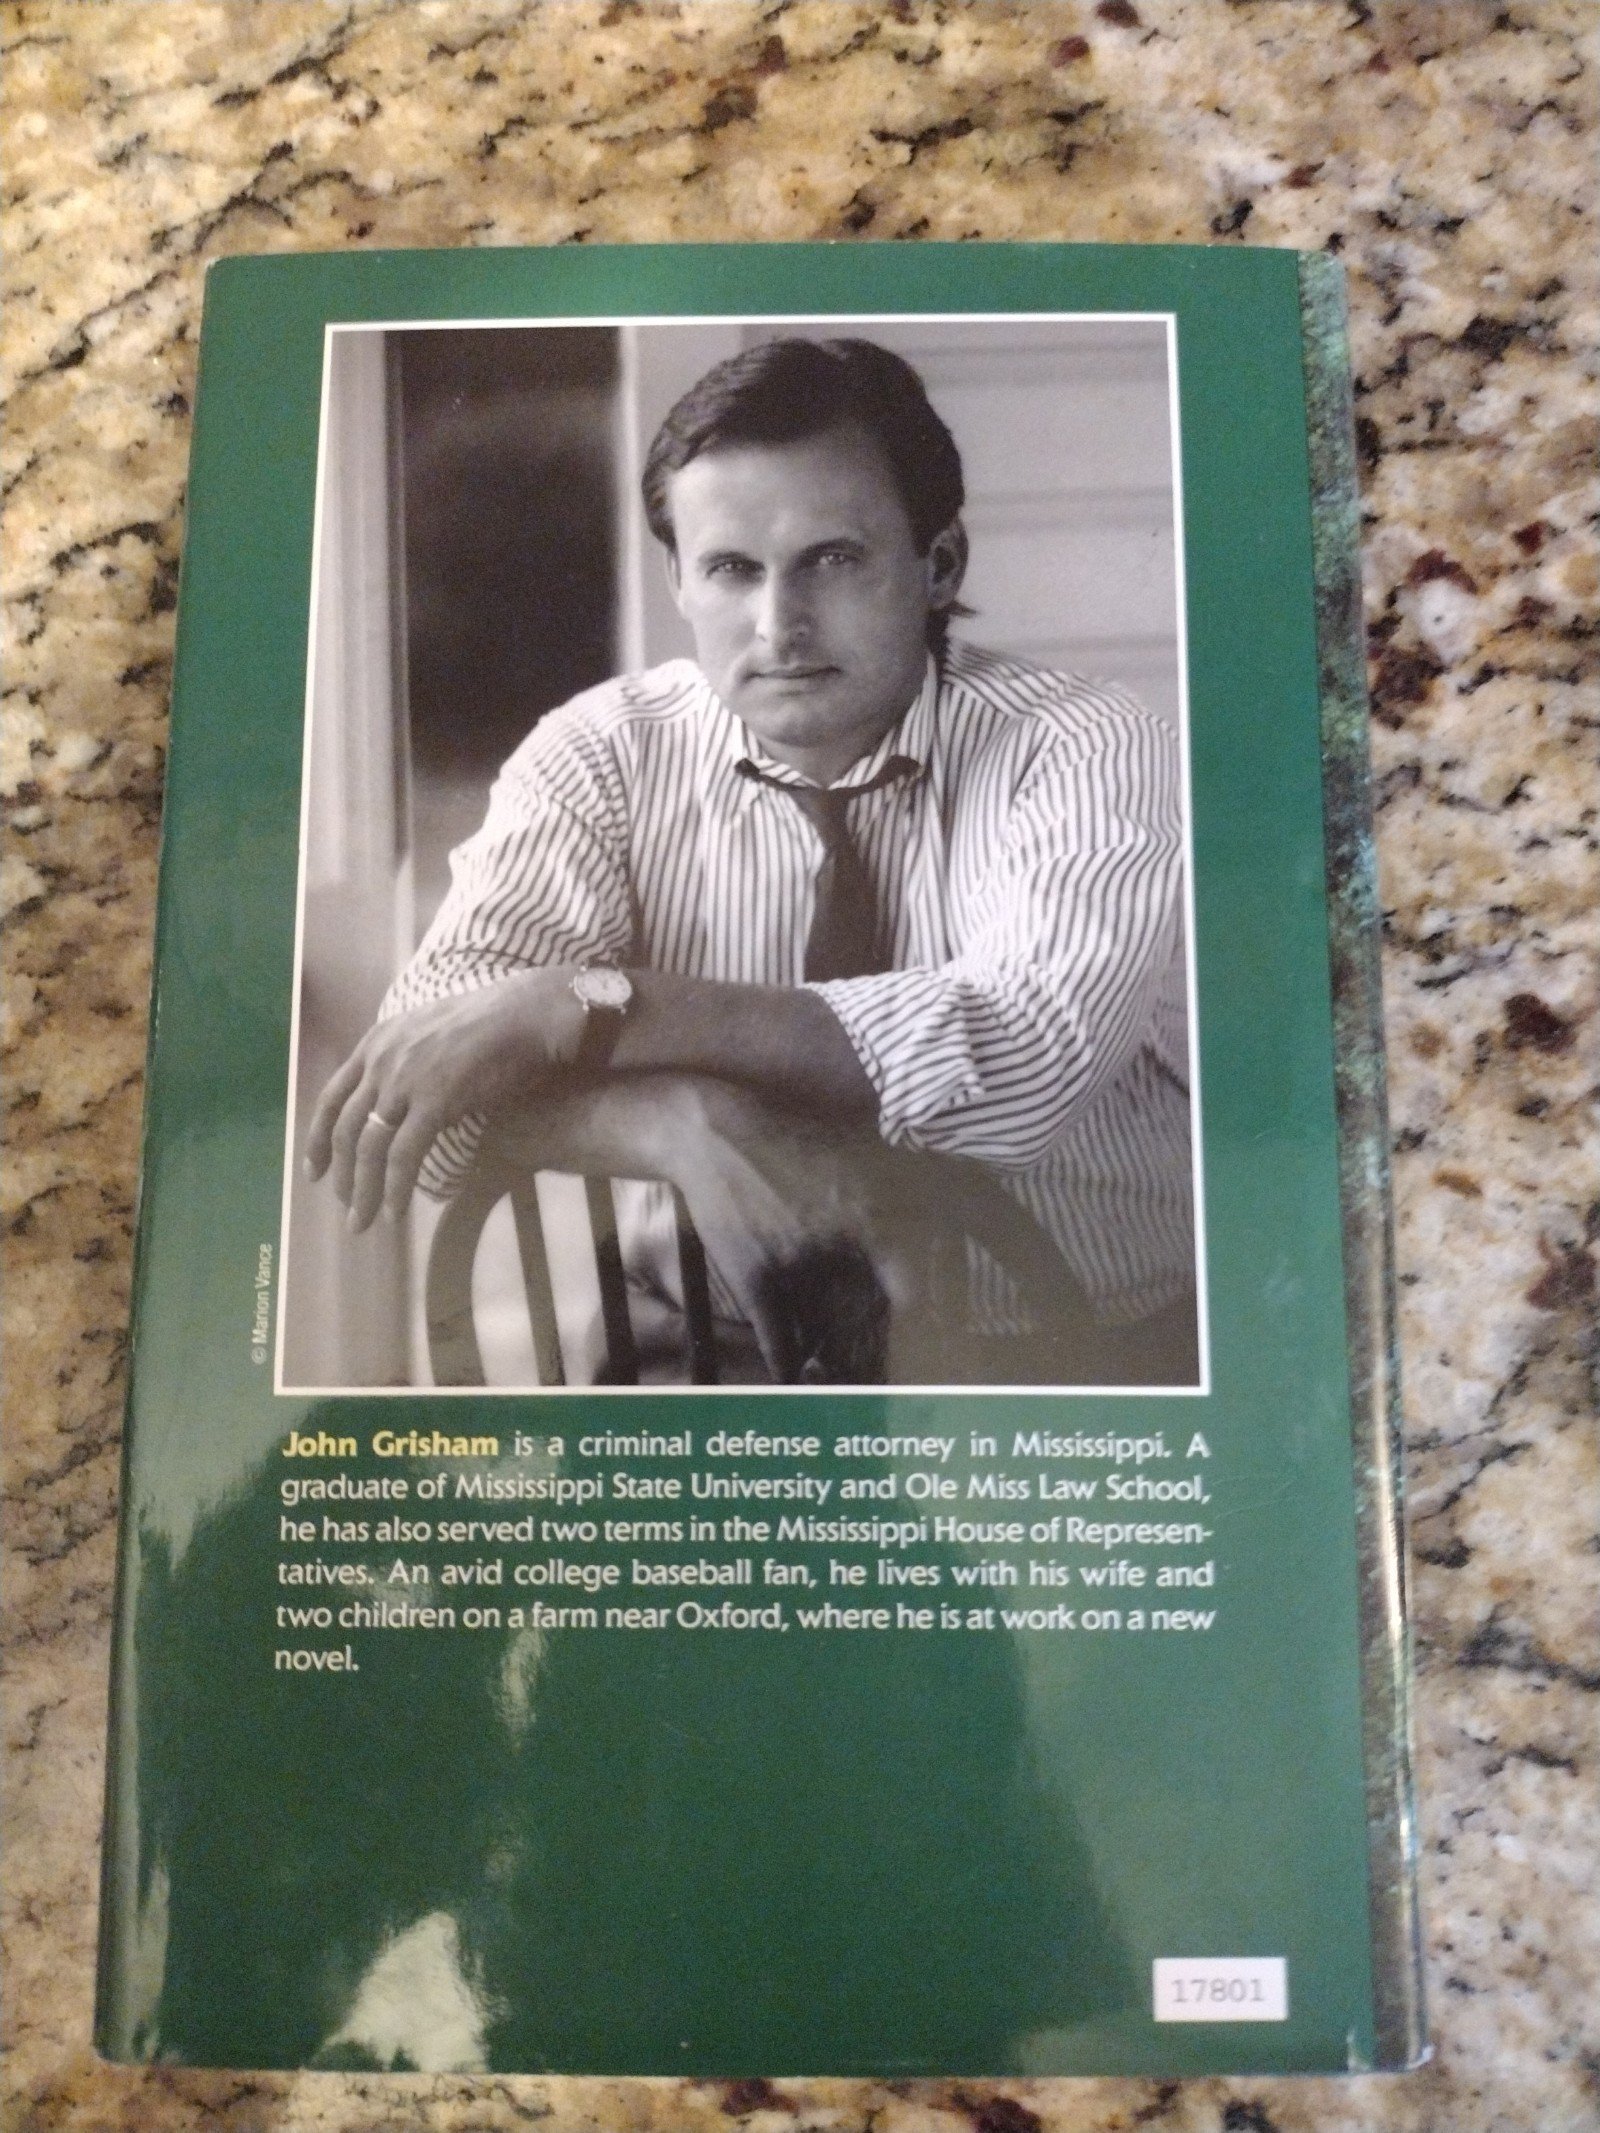 © Marion Vance
John Grisham is a criminal defense attorney in Mississippi. A
graduate of Mississippi State University and Ole Miss Law School,
he has also served two terms in the Mississippi House of Represen-
tatives. An avid college baseball fan, he lives with his wife and
two children on a farm near Oxford, where he is at work on a new
novel.
17801